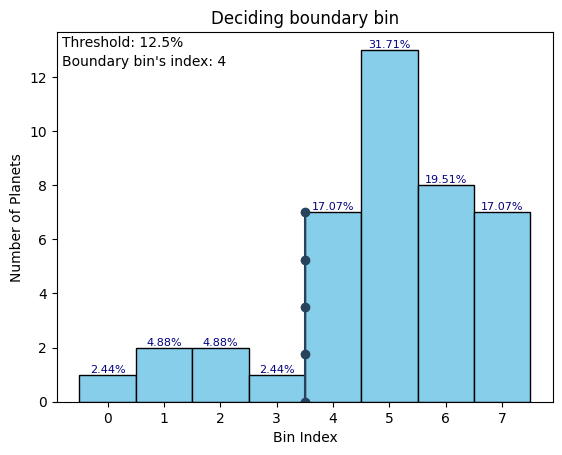 Deciding boundary bin
Threshold: 12.5%
Boundary bin's index: 4
31.71%
19.51%
17.07%
17.07%
4.88%
4.88%
2.44%
2.44%
Number of Planets
12
10
8
6
4
2
0
0 1 2 3 4 5 6 7
Bin Index